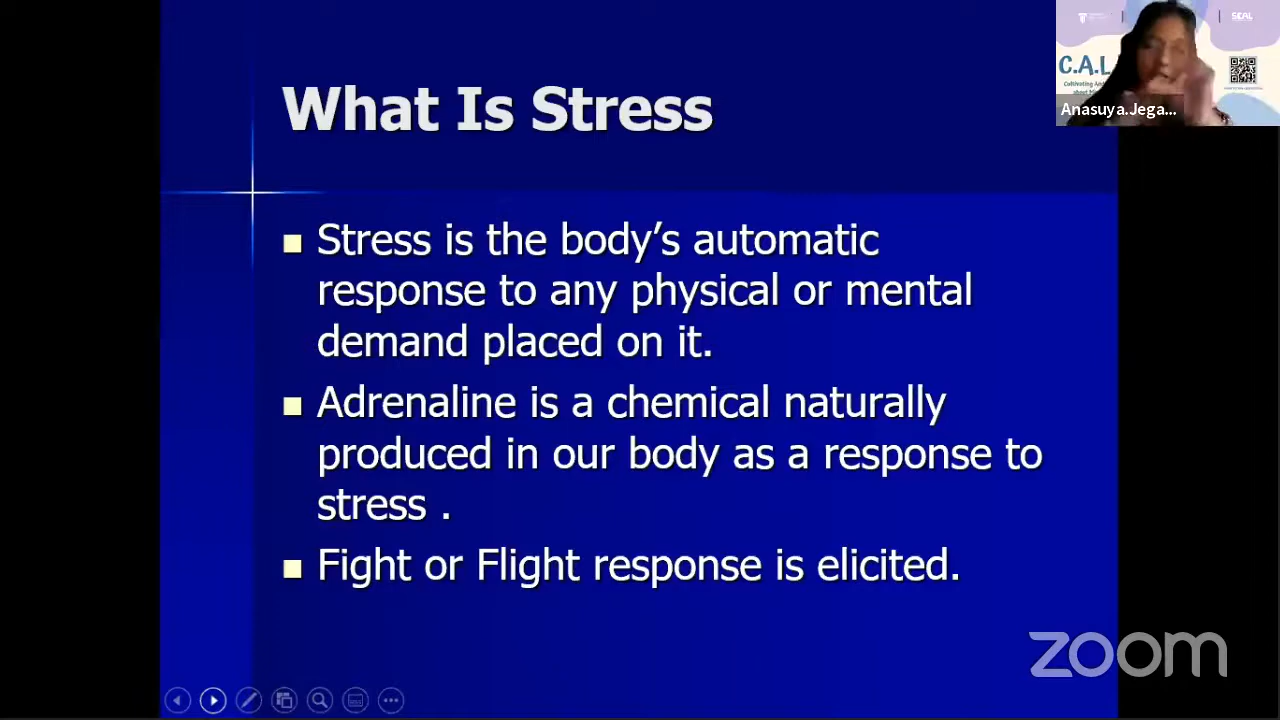 What Is Stress
Stress is the body's automatic
response to any physical or mental
demand placed on it.
Adrenaline is a chemical naturally
produced in our body as a response to
stress .
Fight or Flight response is elicited.
SEAL
C.A.L
Anasuya.Jega...
zoom